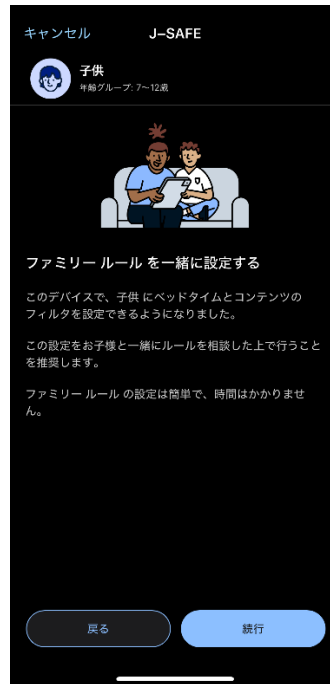 キャンセル
J–SAFE
子供
年齢グループ: 7〜12歳
ファミリー ルール を一緒に設定する
このデバイスで、子供 にベッドタイムとコンテンツの
フィルタを設定できるようになりました。
この設定をお子様と一緒にルールを相談した上で行うこと
を推奨します。
ファミリー ルール の設定は簡単で、時間はかかりませ
ん。
戻る
続行